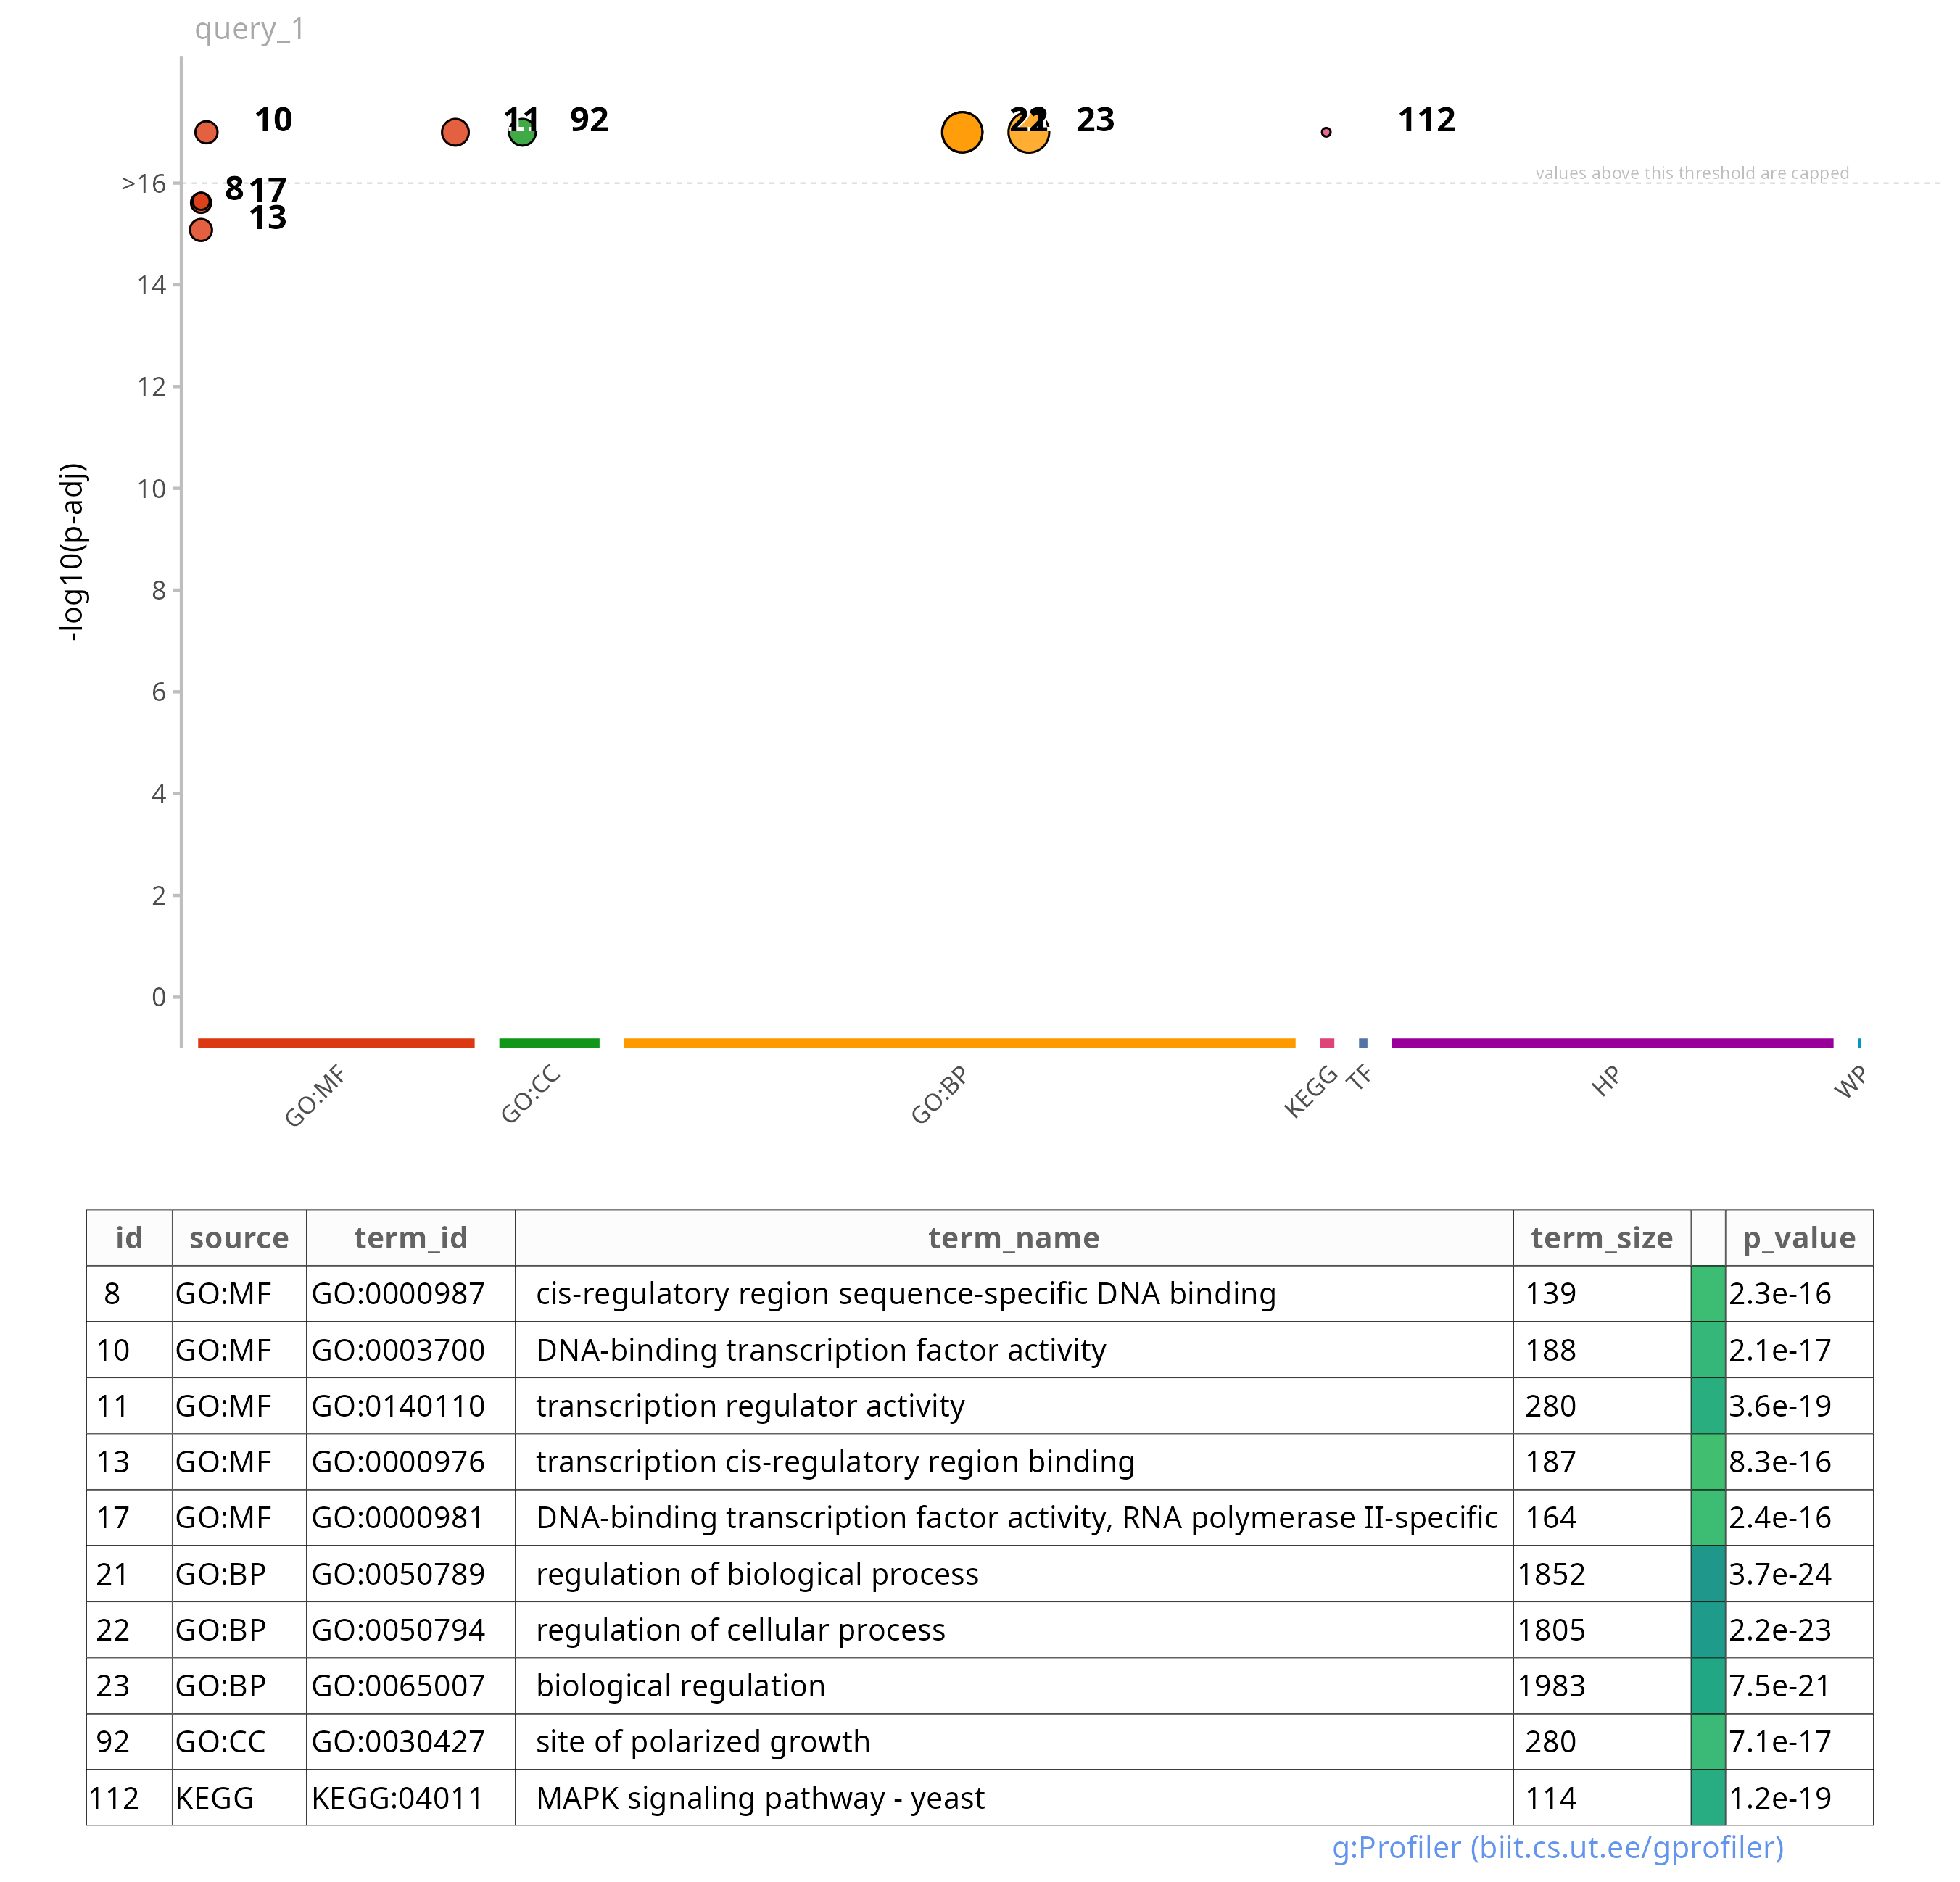 query_1
10 11 92 21 22 23 112
values above this threshold are capped
>16
8 17
13
14
12
10
8
6
4
2
0
-log10(p-adj)
GO:MF GO:CC GO:BP KEGG TF HP WP
id source term_id term_name term_size p_value
8 GO:MF GO:0000987 cis-regulatory region sequence-specific DNA binding 139 2.3e-16
10 GO:MF GO:0003700 DNA-binding transcription factor activity 188 2.1e-17
11 GO:MF GO:0140110 transcription regulator activity 280 3.6e-19
13 GO:MF GO:0000976 transcription cis-regulatory region binding 187 8.3e-16
17 GO:MF GO:0000981 DNA-binding transcription factor activity, RNA polymerase II-specific 164 2.4e-16
21 GO:BP GO:0050789 regulation of biological process 1852 3.7e-24
22 GO:BP GO:0050794 regulation of cellular process 1805 2.2e-23
23 GO:BP GO:0065007 biological regulation 1983 7.5e-21
92 GO:CC GO:0030427 site of polarized growth 280 7.1e-17
112 KEGG KEGG:04011 MAPK signaling pathway - yeast 114 1.2e-19
g:Profiler (biit.cs.ut.ee/gprofiler)